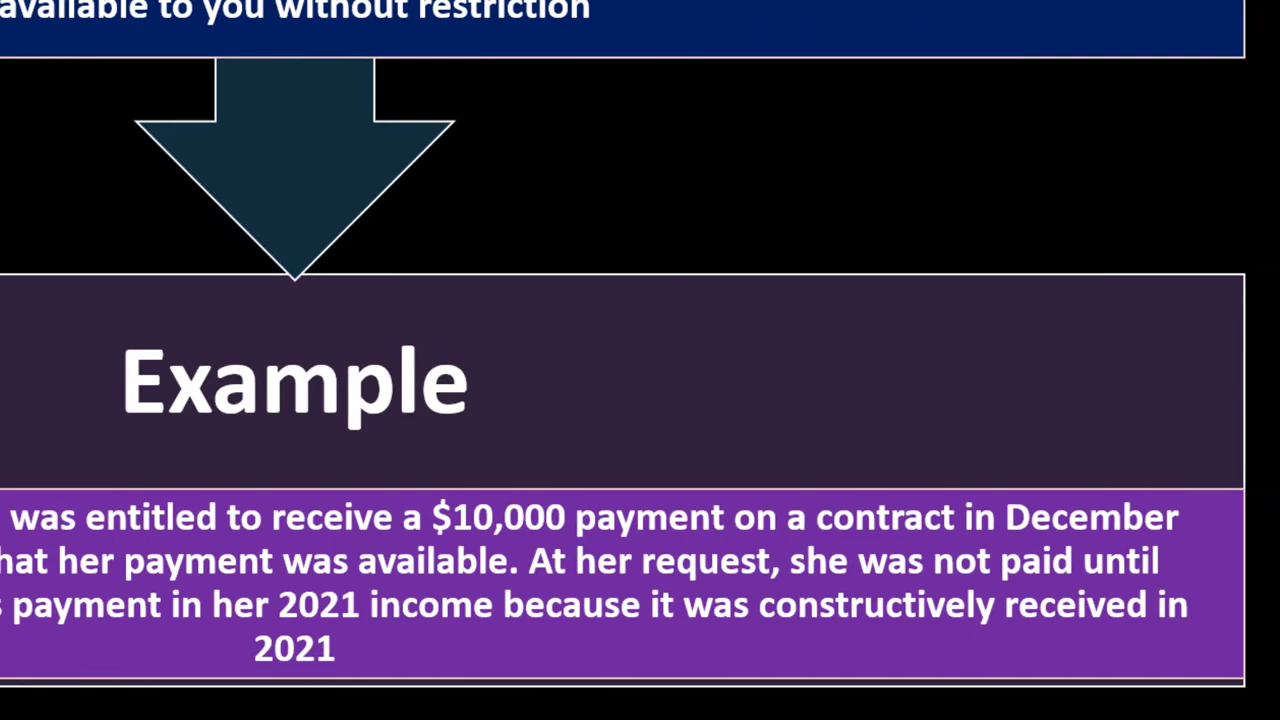 available to you without restriction
Example
was entitled to receive a $10,000 payment on a contract in December
hat her payment was available. At her request, she was not paid until
payment in her 2021 income because it was constructively received in
2021